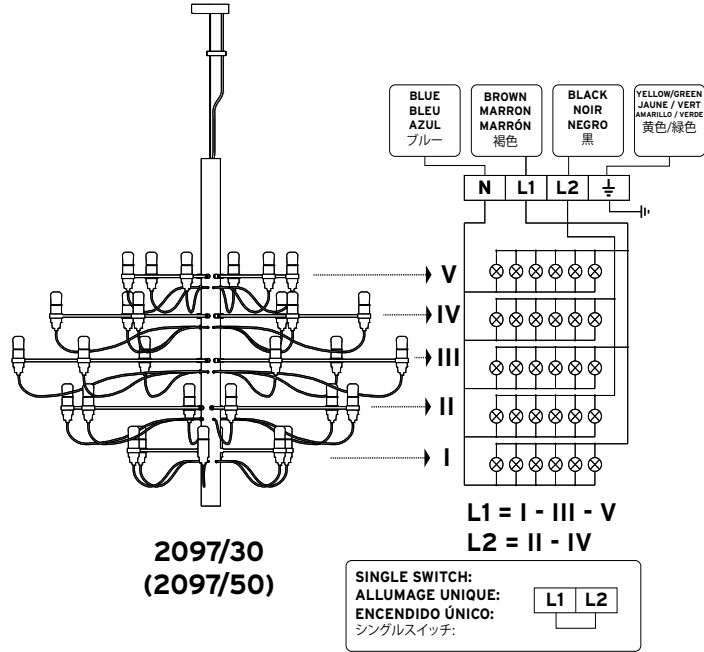 BLUE
BLEU
AZUL
ブルー
BROWN
MARRON
MARRÓN
褐色
BLACK
NOIR
NEGRO
黒
YELLOW/GREEN
JAUNE / VERT
AMARILLO / VERDE
黄色/緑色
N L1 L2
V
IV
III
II
I
L1 = I - III - V
L2 = II - IV
2097/30
(2097/50)
SINGLE SWITCH:
ALLUMAGE UNIQUE:
ENCENDIDO ÚNICO:
シングルスイッチ:
L1 L2